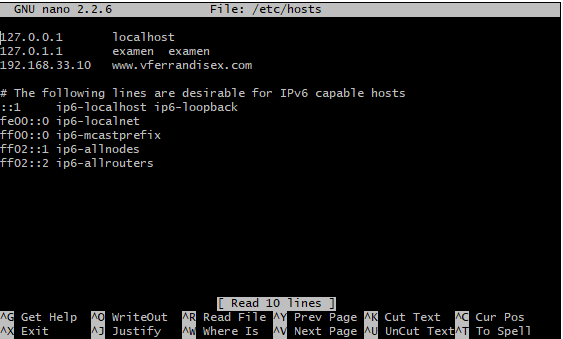 GNU nano 2.2.6 File: /etc/hosts
127.0.0.1 localhost
127.0.1.1 examen examen
192.168.33.10 www.vferrandisex.com
# The following lines are desirable for IPv6 capable hosts
::1 ip6-localhost ip6-loopback
fe00::0 ip6-localnet
ff00::0 ip6-mcastprefix
ff02::1 ip6-allnodes
ff02::2 ip6-allrouters
[ Read 10 lines ]
^G Get Help ^O WriteOut ^R Read File ^Y Prev Page ^K Cut Text ^C Cur Pos
^X Exit ^J Justify ^W Where Is ^V Next Page ^U UnCut Text ^T To Spell